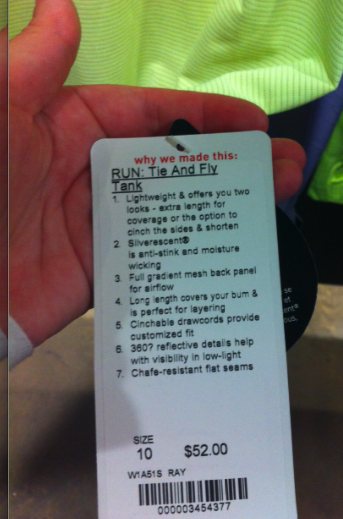 why we made this:
RUN: Tie And Fly
Tank
1. Lightweight & offers you two
looks - extra length for
coverage or the option to
cinch the sides & shorten
2. Silverescent®
is anti-stink and moisture
wicking
3. Full gradient mesh back panel
for airflow
4. Long length covers your bum &
is perfect for layering
5. Cinchable drawcords provide
customized fit
6. 360? reflective details help
with visibility in low-light
7. Chafe-resistant flat seams
SIZE
10 $52.00
W1A51S RAY
000003454377